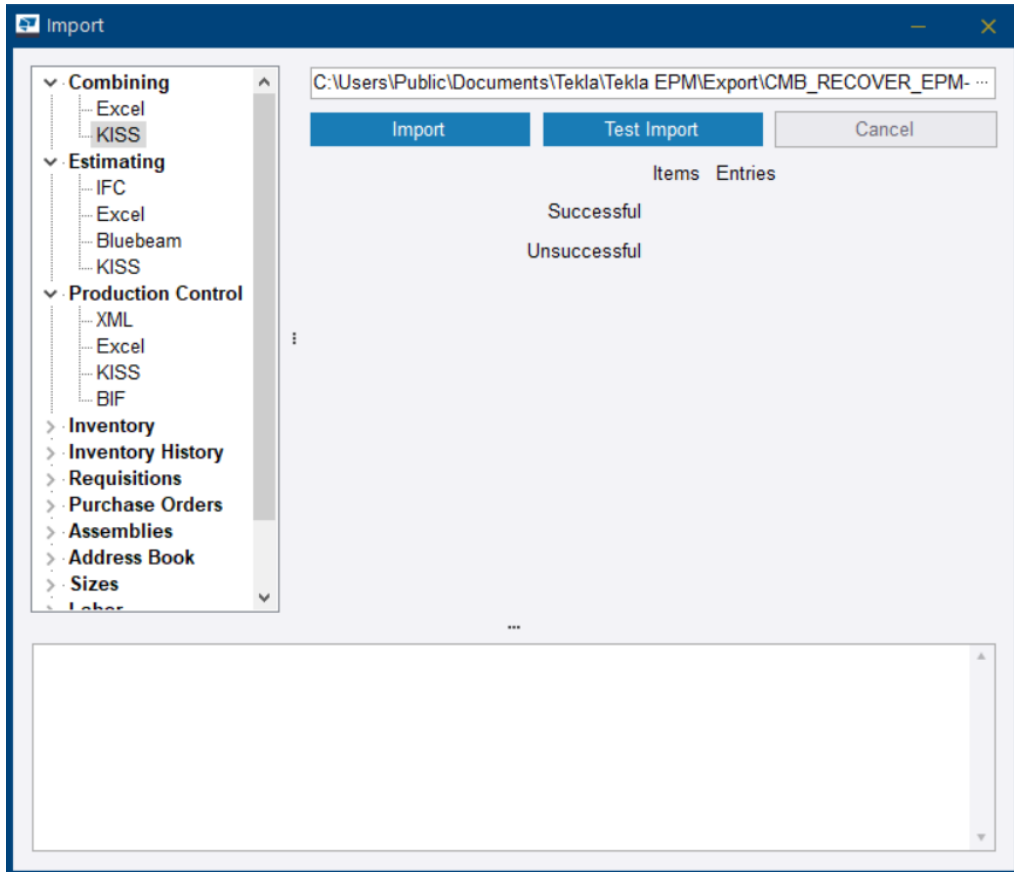 Import
Combining
Excel
KISS
Estimating
IFC
Excel
Bluebeam
KISS
Production Control
XML
Excel
KISS
BIF
Inventory
Inventory History
Requisitions
Purchase Orders
Assemblies
Address Book
Sizes
Labor
C:\Users\Public\Documents\Tekla\Tekla EPM\Export\CMB_RECOVER_EPM- ...
Import Test Import Cancel
Items Entries
Successful
Unsuccessful